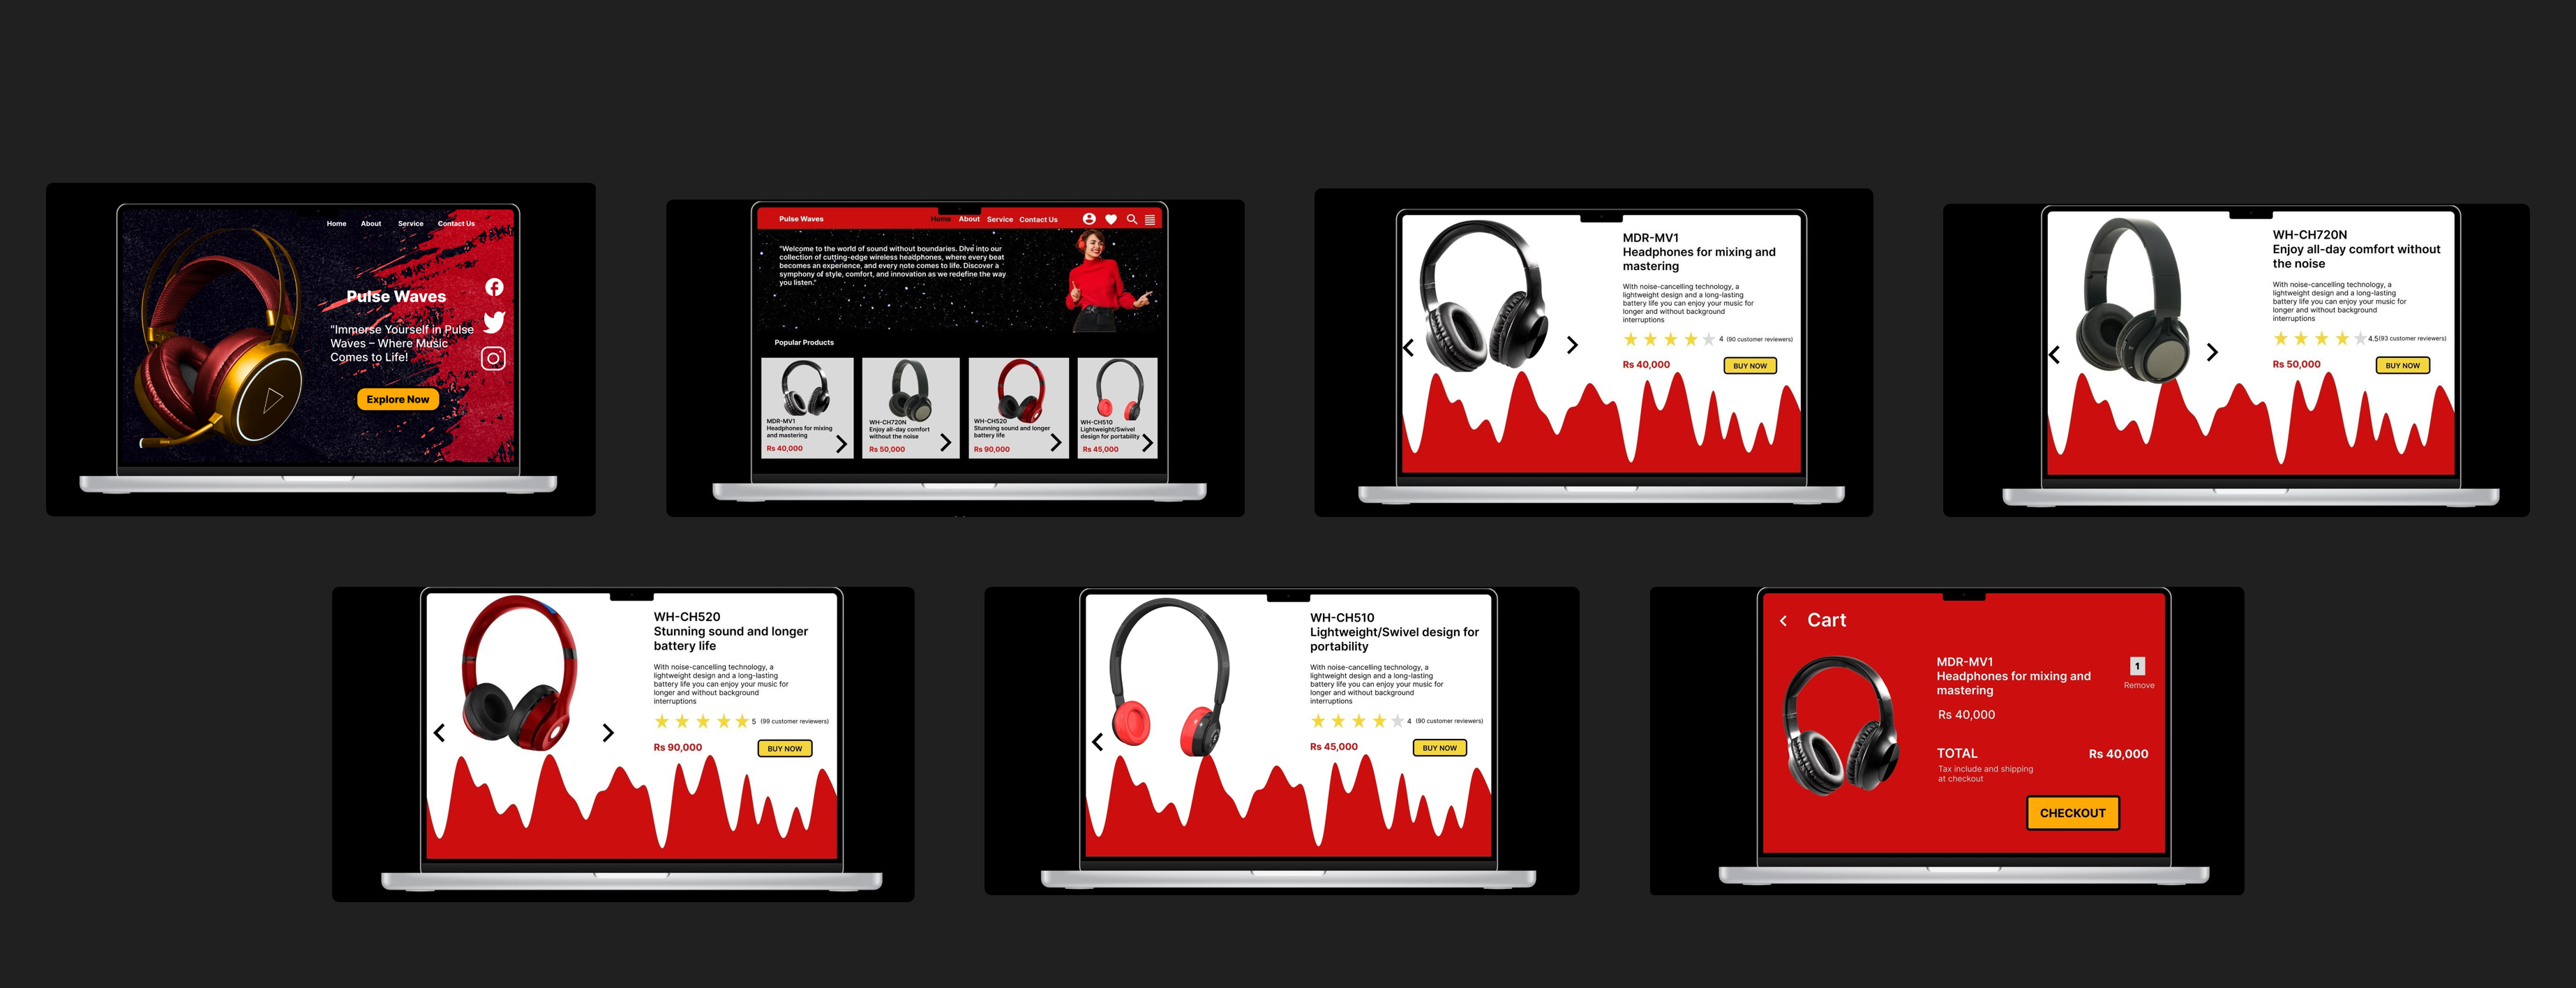 Home About Service Contact Us
Pulse Waves
"Immerse Yourself in Pulse
Waves – Where Music
Comes to Life!
Explore Now
Pulse Waves Home About Service Contact Us
"Welcome to the world of sound without boundaries. Dive into our
collection of cutting-edge wireless headphones, where every beat
becomes an experience, and every note comes to life. Discover a
symphony of style, comfort, and innovation as we redefine the way
you listen."
Popular Products
MDR-MV1
Headphones for mixing
and mastering
Rs 40,000
WH-CH720N
Enjoy all-day comfort
without the noise
Rs 50,000
WH-CH520
Stunning sound and longer
battery life
Rs 90,000
WH-CH510
Lightweight/Swivel
design for portability
Rs 45,000
MDR-MV1
Headphones for mixing and
mastering
With noise-cancelling technology, a
lightweight design and a long-lasting
battery life you can enjoy your music for
longer and without background
interruptions
4 (90 customer reviewers)
Rs 40,000
BUY NOW
WH-CH720N
Enjoy all-day comfort without
the noise
With noise-cancelling technology, a
lightweight design and a long-lasting
battery life you can enjoy your music for
longer and without background
interruptions
4.5(93 customer reviewers)
Rs 50,000
BUY NOW
WH-CH520
Stunning sound and longer
battery life
With noise-cancelling technology, a
lightweight design and a long-lasting
battery life you can enjoy your music for
longer and without background
interruptions
5 (99 customer reviewers)
Rs 90,000
BUY NOW
WH-CH510
Lightweight/Swivel design for
portability
With noise-cancelling technology, a
lightweight design and a long-lasting
battery life you can enjoy your music for
longer and without background
interruptions
4 (90 customer reviewers)
Rs 45,000
BUY NOW
Cart
MDR-MV1
Headphones for mixing and
mastering
1
Remove
Rs 40,000
TOTAL Rs 40,000
Tax include and shipping
at checkout
CHECKOUT